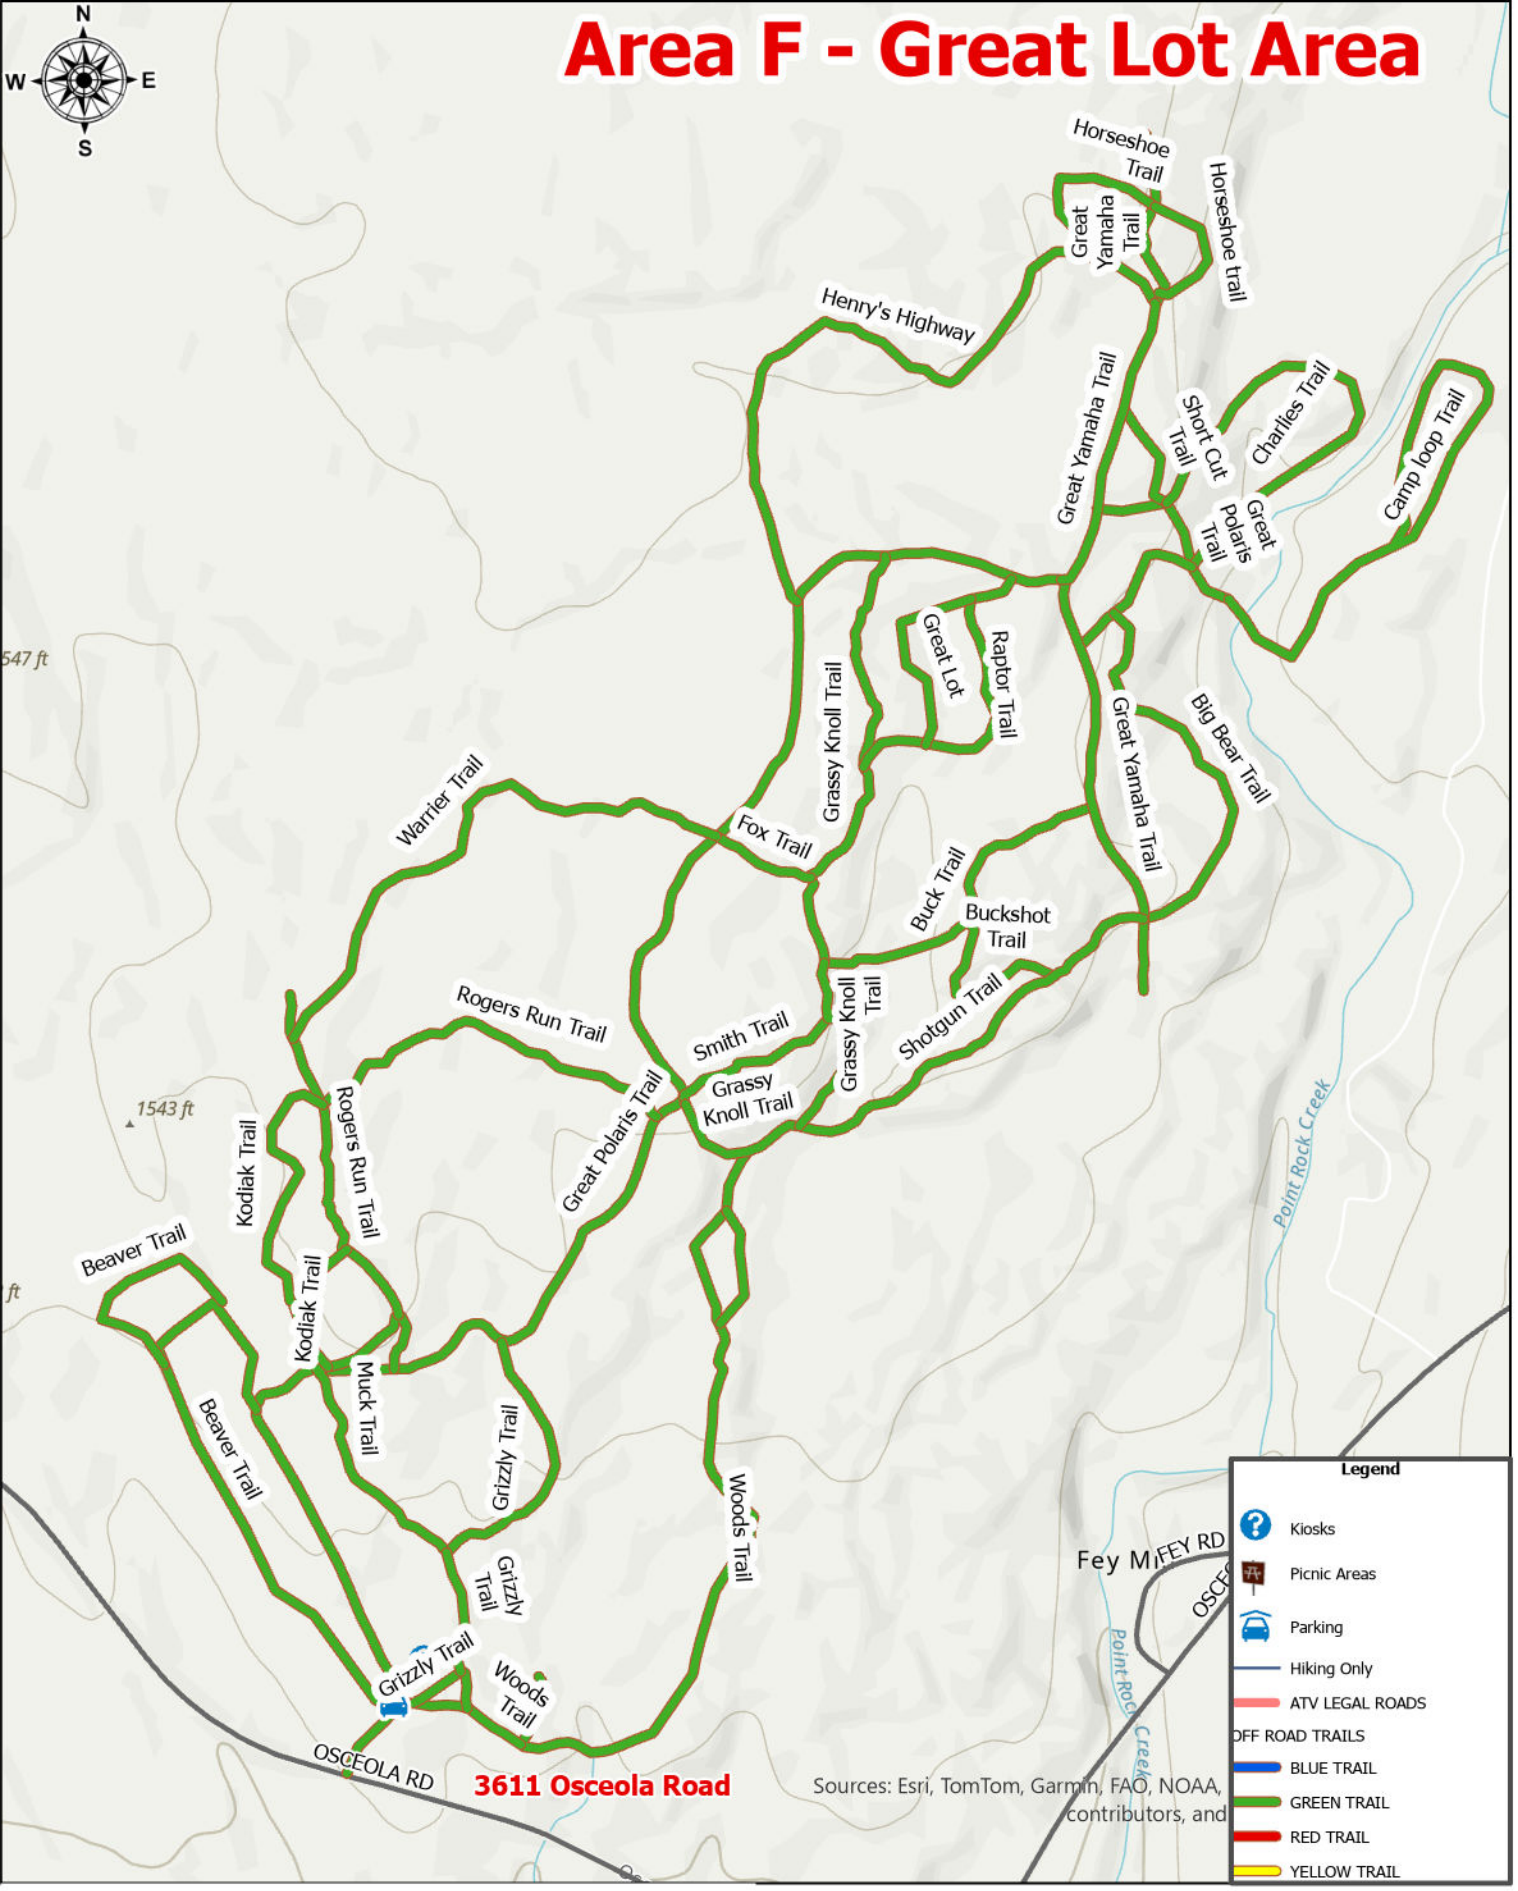 Area F - Great Lot Area
N
W
E
S
Horseshoe
Trail
Horseshoe trail
Great
Yamaha
Trail
Henry's Highway
Great Yamaha Trail
Short Cut
Trail
Charlies Trail
Camp loop Trail
Great
Polaris
Trail
547 ft
Great Lot
Raptor Trail
Grassy Knoll Trail
Great Yamaha Trail
Big Bear Trail
Warrier Trail
Fox Trail
Buck Trail
Buckshot
Trail
Rogers Run Trail
Smith Trail
Grassy Knoll
Trail
Shotgun Trail
Grassy
Knoll Trail
1543 ft
Kodiak Trail
Rogers Run Trail
Great Polaris Trail
Point Rock Creek
Beaver Trail
ft
Kodiak Trail
Muck Trail
Beaver Trail
Grizzly Trail
Woods Trail
Grizzly
Trail
Grizzly Trail
Woods
Trail
OSCEOLA RD
3611 Osceola Road
Fey M
FEY RD
OSCE
Point Rock Creek
Sources: Esri, TomTom, Garmin, FAO, NOAA,
contributors, and
Os
Legend
Kiosks
Picnic Areas
Parking
Hiking Only
ATV LEGAL ROADS
OFF ROAD TRAILS
BLUE TRAIL
GREEN TRAIL
RED TRAIL
YELLOW TRAIL